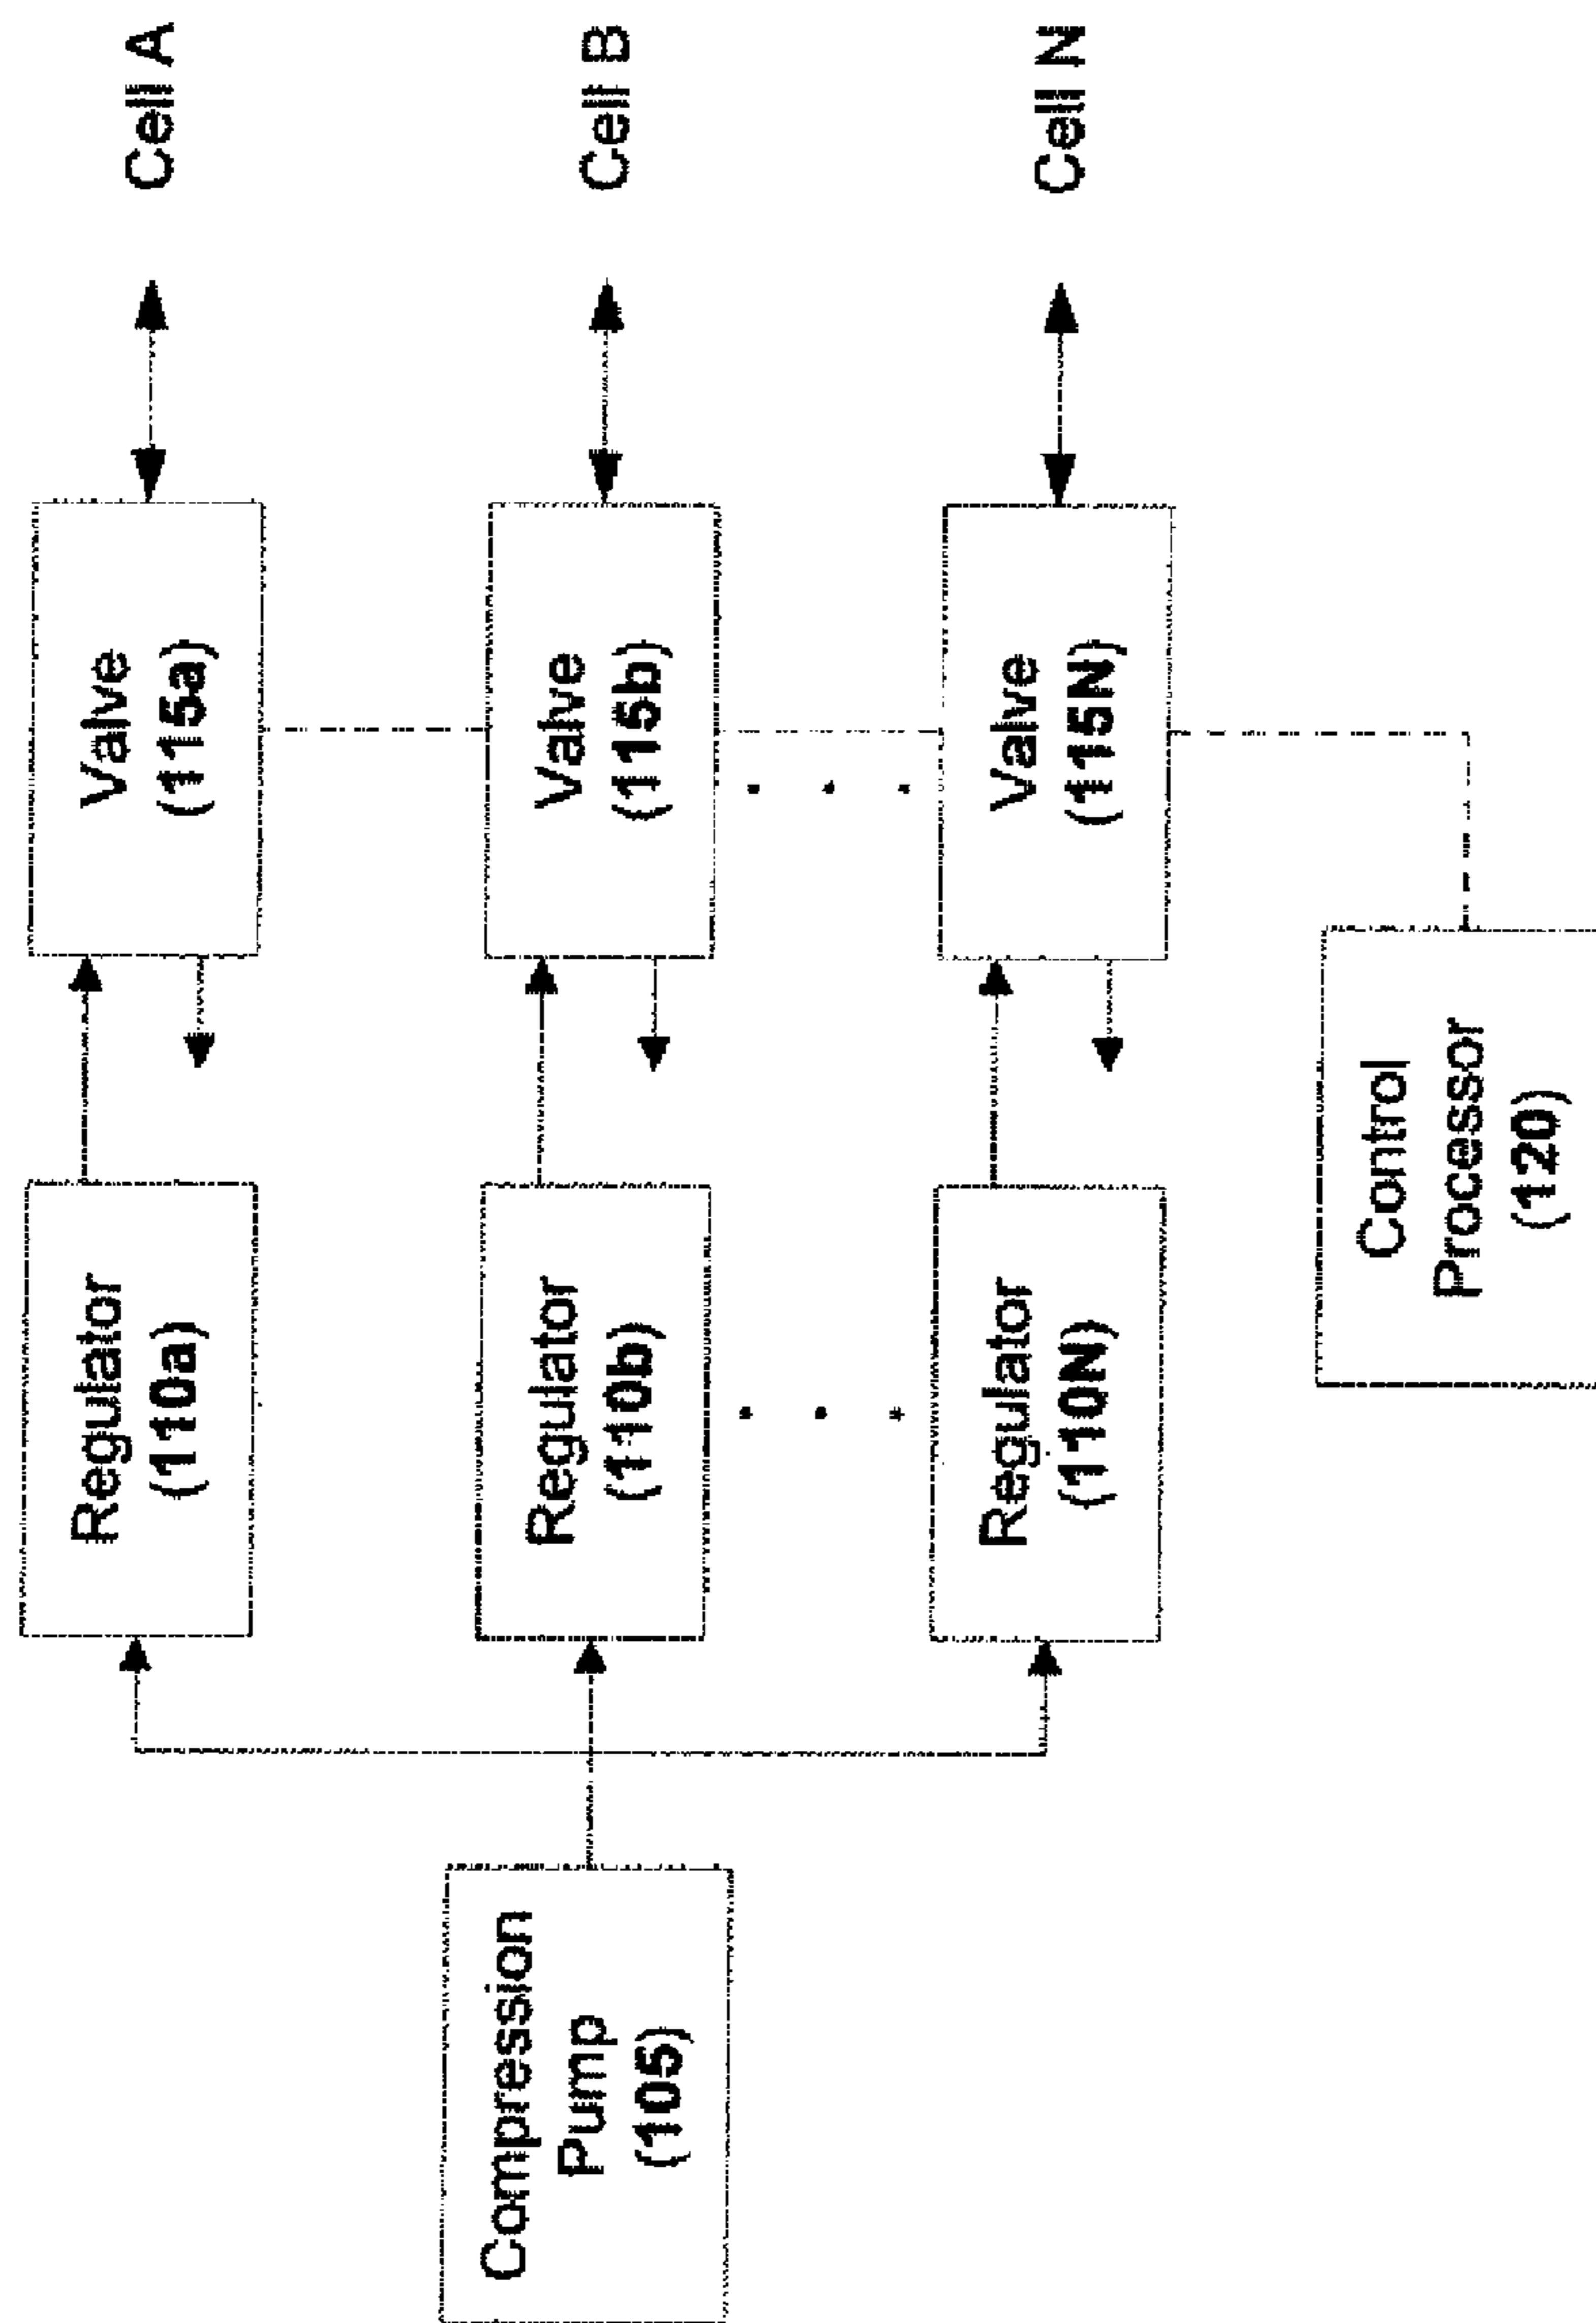 Compression
Pump
(105)
Regulator
(110a)
Valve
(115a)
Cell A
Regulator
(110b)
Valve
(115b)
Cell B
Regulator
(110N)
Valve
(115N)
Cell N
Control
Processor
(120)